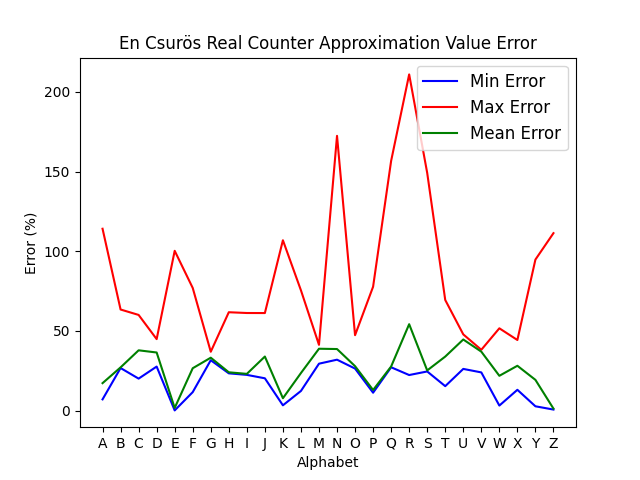 En Csurös Real Counter Approximation Value Error
Min Error
Max Error
Mean Error
Error (%)
200
150
100
50
0
A B C D E F G H I J K L M N O P Q R S T U V W X Y Z
Alphabet